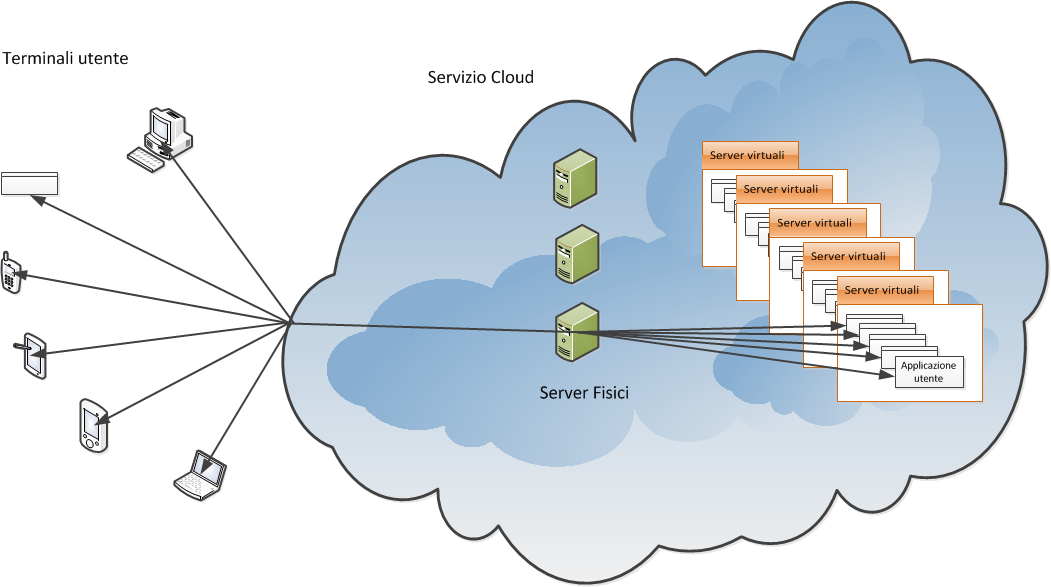 Terminali utente
Servizio Cloud
Server virtuali
Server virtuali
Server virtuali
Server virtuali
Server virtuali
Applicazione
utente
Server Fisici